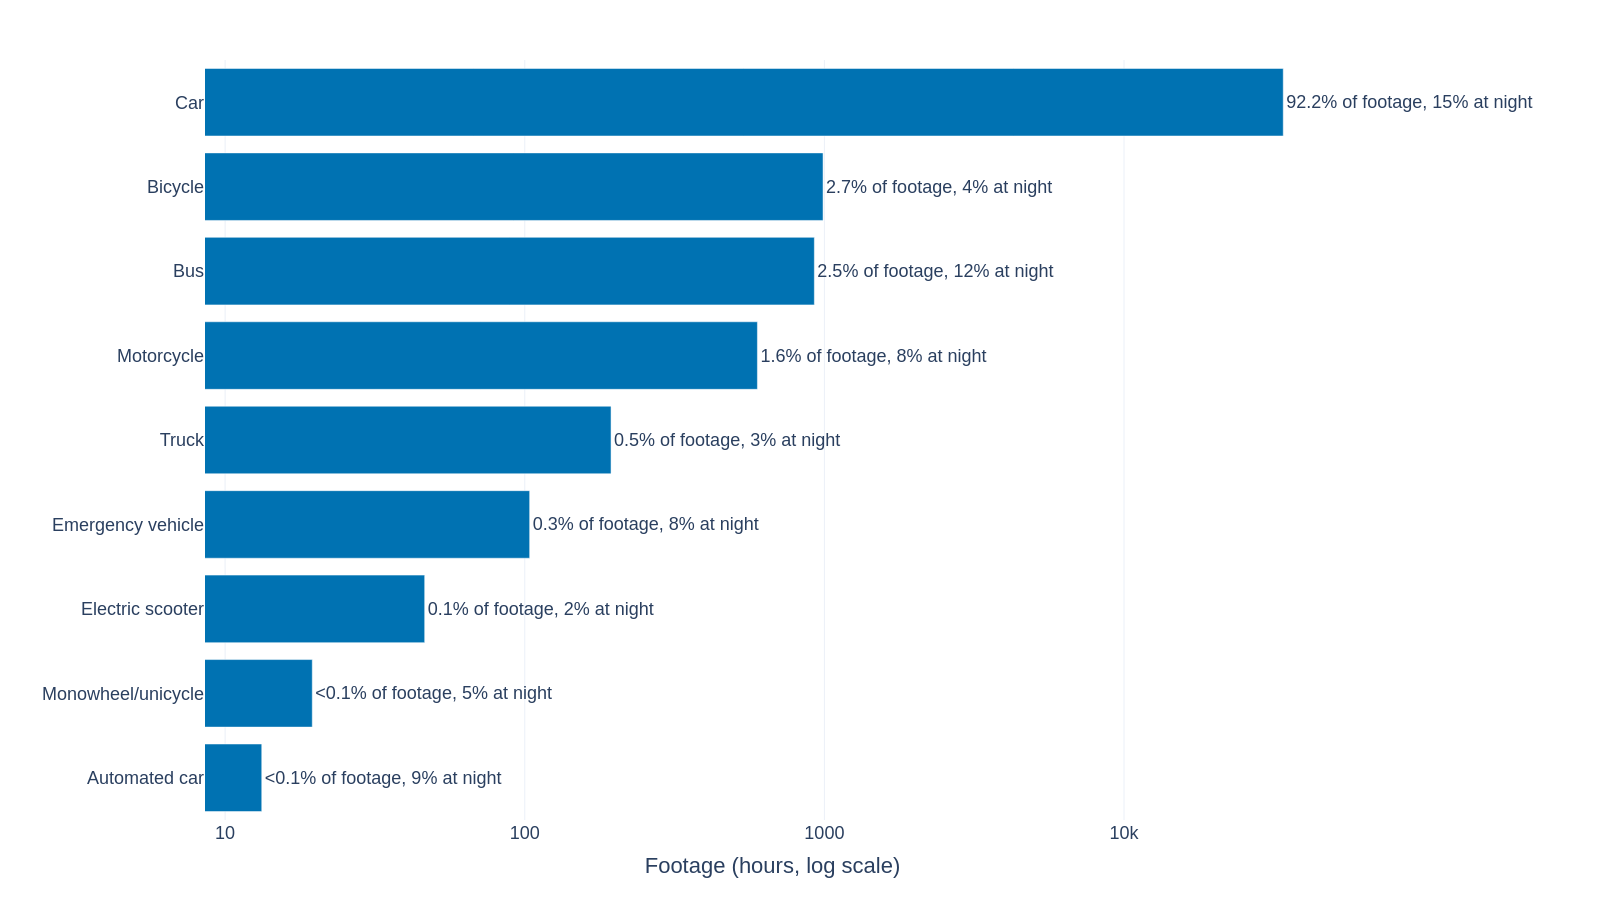 Car
92.2% of footage, 15% at night
Bicycle
2.7% of footage, 4% at night
Bus
2.5% of footage, 12% at night
Motorcycle
1.6% of footage, 8% at night
Truck
0.5% of footage, 3% at night
Emergency vehicle
0.3% of footage, 8% at night
Electric scooter
0.1% of footage, 2% at night
Monowheel/unicycle
<0.1% of footage, 5% at night
Automated car
<0.1% of footage, 9% at night
10
100
1000
10k
Footage (hours, log scale)